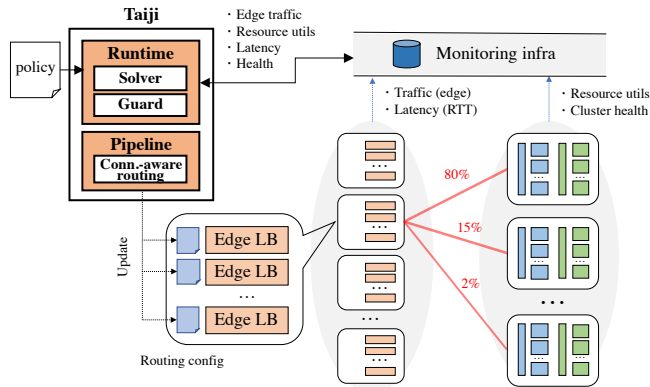 Taiji
policy
Runtime
Solver
Guard
Pipeline
Conn.-aware
routing
· Edge traffic
· Resource utils
· Latency
· Health
Monitoring infra
· Traffic (edge)
· Latency (RTT)
· Resource utils
· Cluster health
Update
Edge LB
Edge LB
...
Edge LB
Routing config
...
...
...
...
...
80%
15%
2%
...
...
...
...
...
...
...